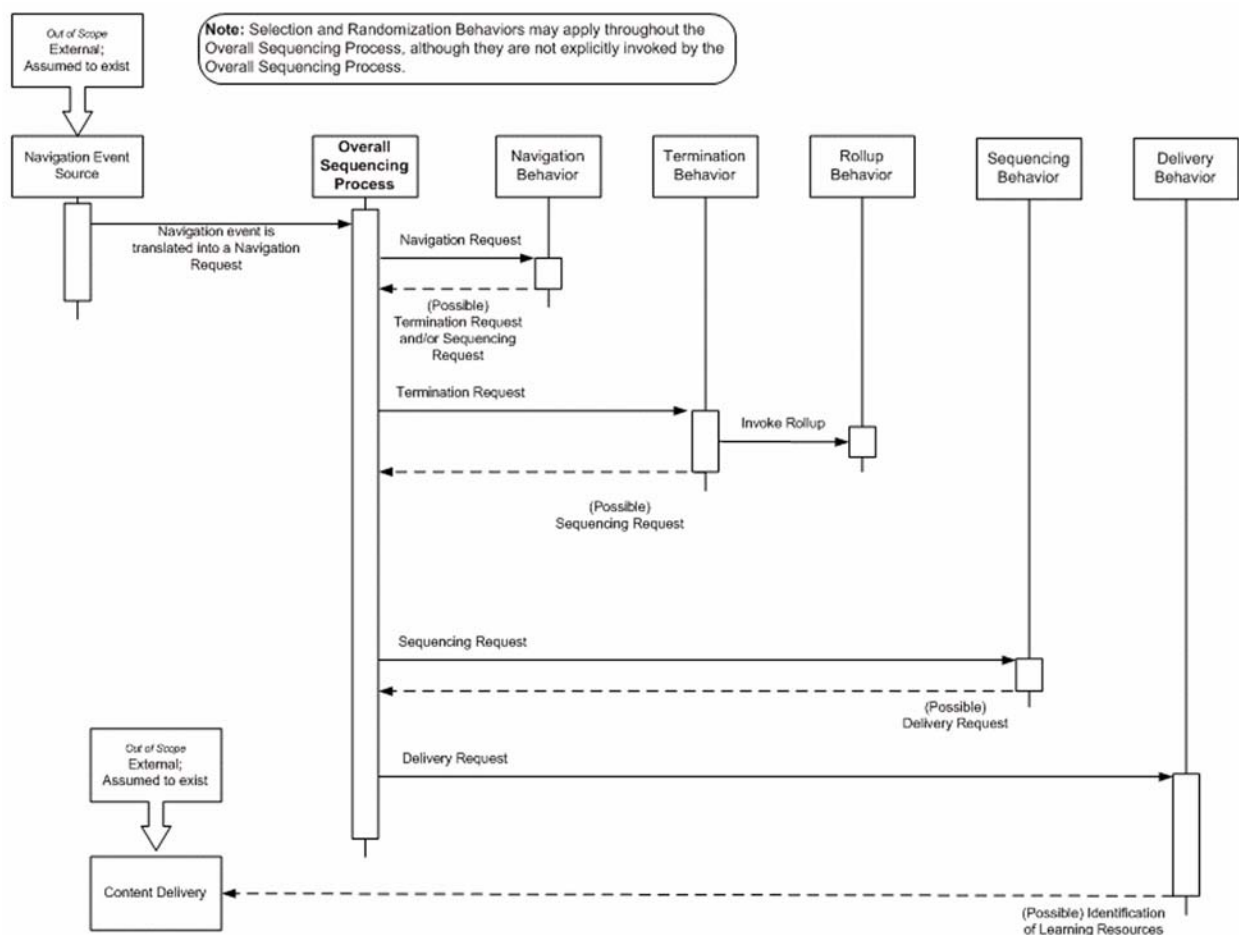 Out of Scope
External;
Assumed to exist
Note: Selection and Randomization Behaviors may apply throughout the
Overall Sequencing Process, although they are not explicitly invoked by the
Overall Sequencing Process.
Navigation Event
Source
Overall
Sequencing
Process
Navigation
Behavior
Termination
Behavior
Rollup
Behavior
Sequencing
Behavior
Delivery
Behavior
Navigation event is
translated into a Navigation
Request
Navigation Request
(Possible)
Termination Request
and/or Sequencing
Request
Termination Request
Invoke Rollup
(Possible)
Sequencing Request
Sequencing Request
(Possible)
Delivery Request
Out of Scope
External;
Assumed to exist
Delivery Request
Content Delivery
(Possible) Identification
of Learning Resources